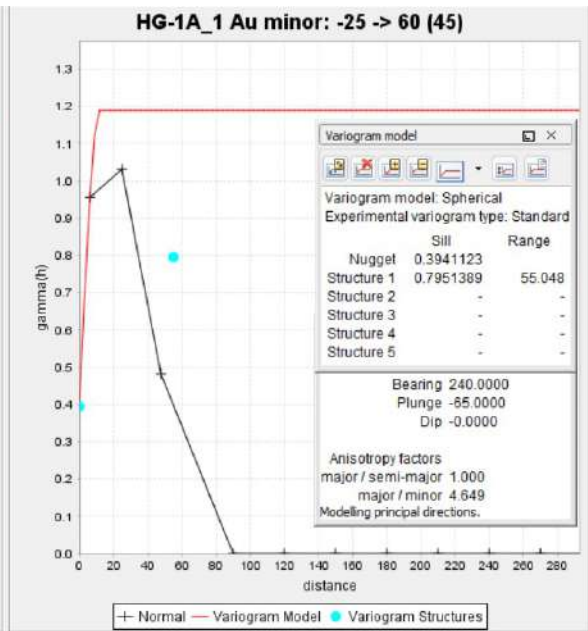 HG-1A_1 Au minor: -25 -> 60 (45)
1.3
1.2
1.1
1.0
0.9
0.8
0.7
0.6
0.5
0.4
0.3
0.2
0.1
0.0
gamma(h)
0 20 40 60 80 100 120 140 160 180 200 220 240 260 280
distance
Normal Variogram Model Variogram Structures
Variogram model
Variogram model: Spherical
Experimental variogram type: Standard
Sill Range
Nugget 0.3941123
Structure 1 0.7951389 55.048
Structure 2 - -
Structure 3 - -
Structure 4 - -
Structure 5 - -
Bearing 240.0000
Plunge -65.0000
Dip -0.0000
Anisotropy factors
major / semi-major 1.000
major / minor 4.649
Modelling principal directions.